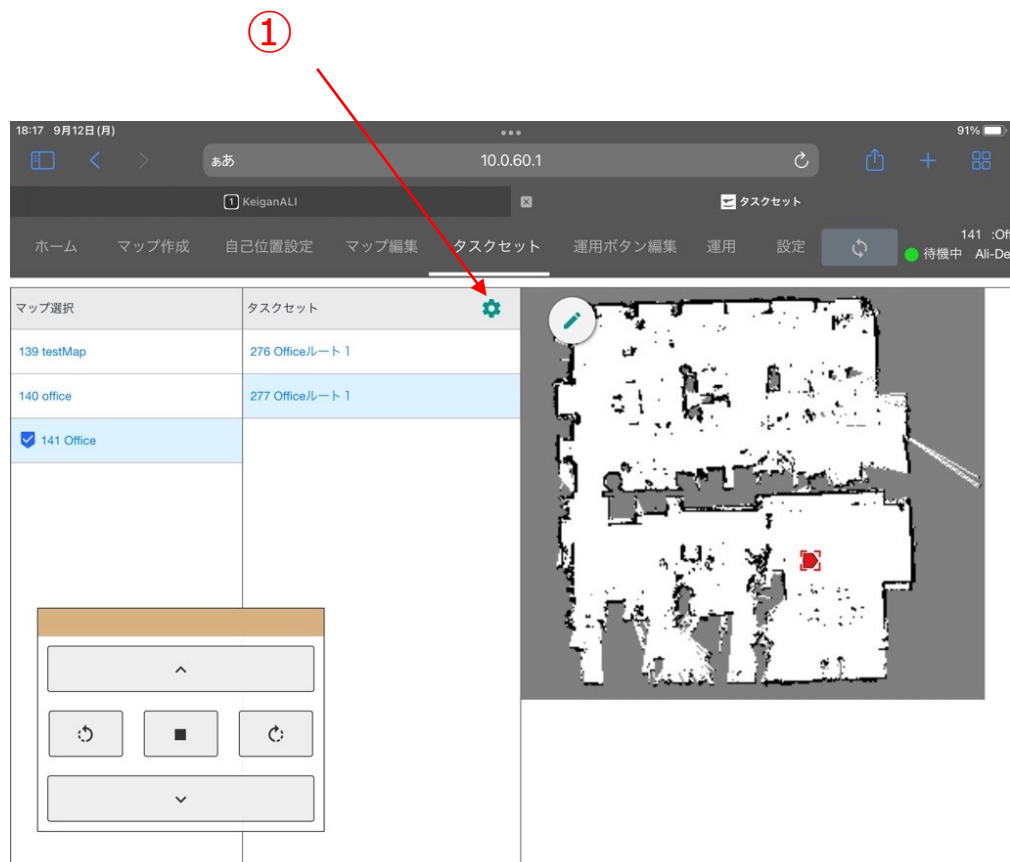 ①
18:17 9月12日(月)
91%
ぁあ
10.0.60.1
1 KeiganALI
タスクセット
ホーム
マップ作成
自己位置設定
マップ編集
タスクセット
運用ボタン編集
運用
設定
141 :Off
待機中 Ali-De
マップ選択
タスクセット
139 testMap
276 Officeルート 1
140 office
277 Officeルート 1
141 Office